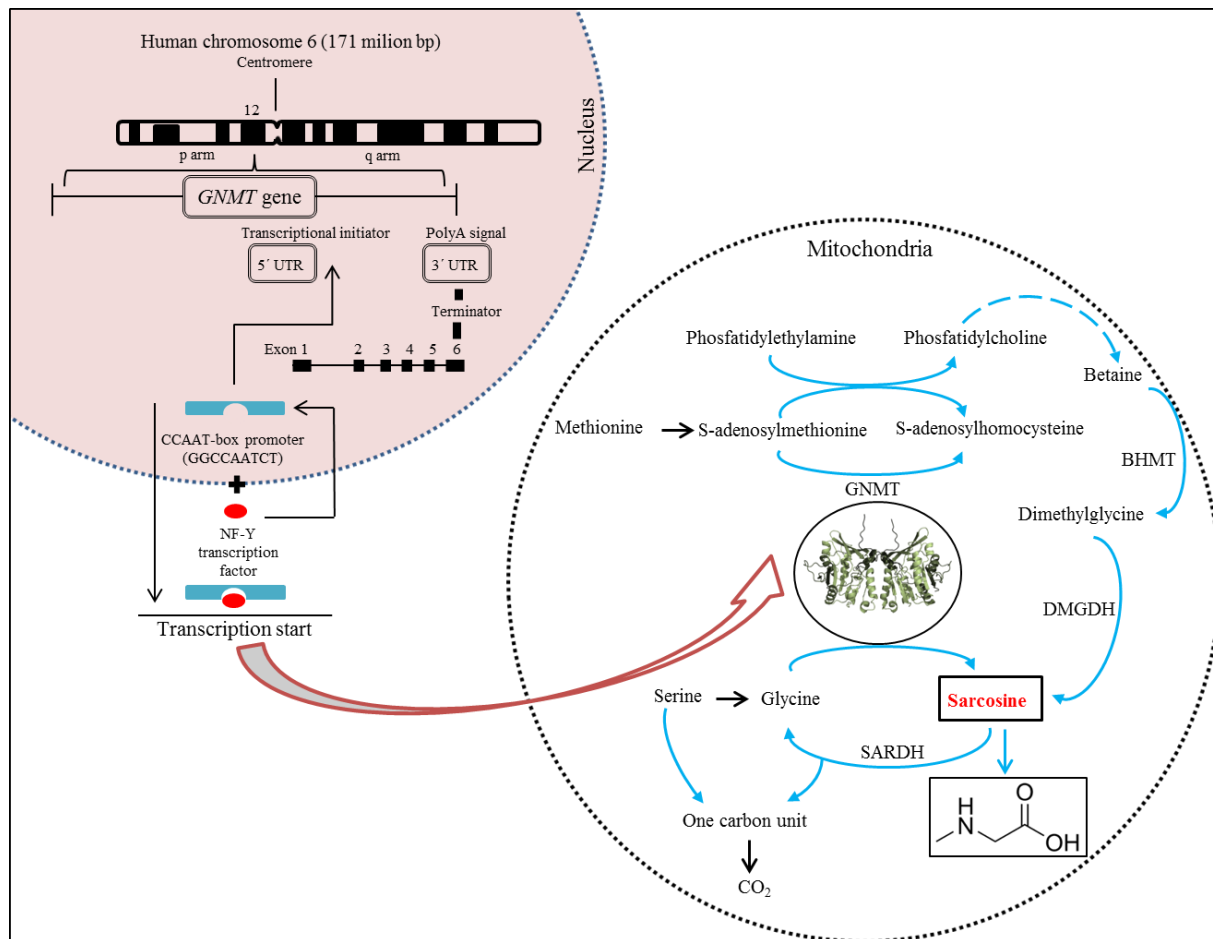 Human chromosome 6 (171 milion bp)
Centromere
12
p arm
q arm
Nucleus
GNMT gene
Transcriptional initiator
PolyA signal
5´ UTR
3´ UTR
Terminator
Exon 1 2 3 4 5 6
CCAAT-box promoter
(GGCCAATCT)
+
NF-Y
transcription
factor
Transcription start
Mitochondria
Phosfatidylethylamine
Phosfatidylcholine
Betaine
Methionine
S-adenosylmethionine
S-adenosylhomocysteine
BHMT
GNMT
Dimethylglycine
DMGDH
Serine
Glycine
Sarcosine
SARDH
One carbon unit
CO2
H
N
O
OH